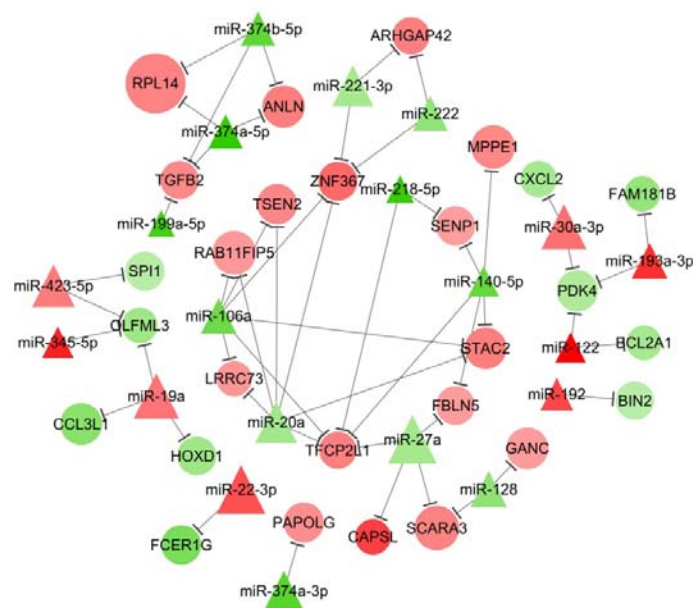 miR-374b-5p
ARHGAP42
RPL14
miR-221-3p
ANLN
miR-222
miR-374a-5p
MPPE1
TGFB2
ZNF367
miR-218-5p
CXCL2
FAM181B
TSEN2
miR-199a-5p
SENP1
miR-30a-3p
RAB11FIP5
miR-193a-3p
SPI1
miR-423-5p
miR-140-5p
PDK4
miR-106a
OLFML3
miR-345-5p
STAC2
miR-122
BCL2A1
LRRC73
miR-19a
miR-192
FBLN5
BIN2
CCL3L1
miR-20a
miR-27a
HOXD1
TFCP2L1
GANC
miR-22-3p
miR-128
PAPOLG
SCARA3
CAPSL
FCER1G
miR-374a-3p